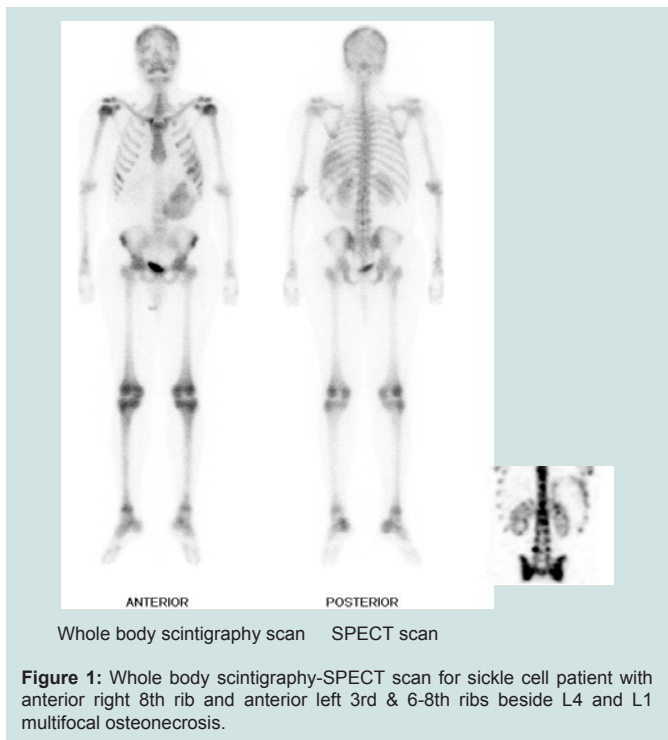 ANTERIOR POSTERIOR
Whole body scintigraphy scan SPECT scan
Figure 1: Whole body scintigraphy-SPECT scan for sickle cell patient with
anterior right 8th rib and anterior left 3rd & 6-8th ribs beside L4 and L1
multifocal osteonecrosis.